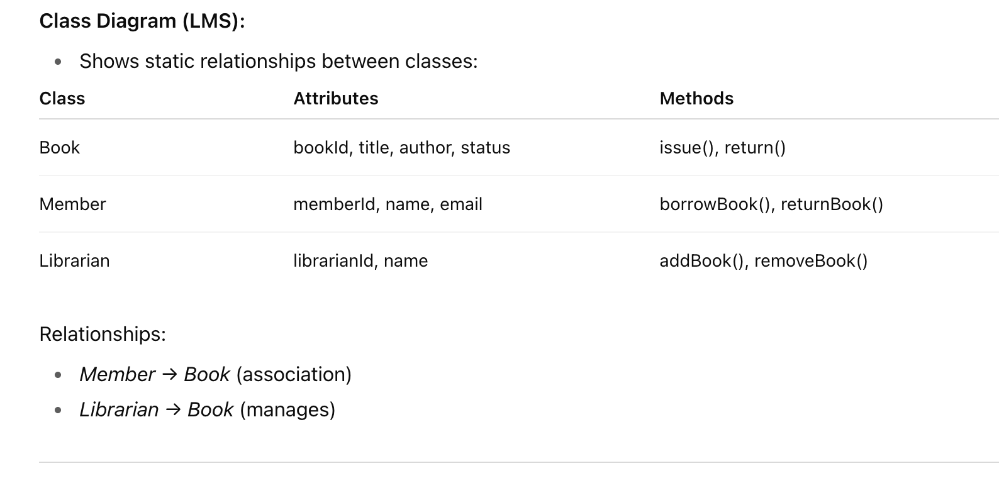 Class Diagram (LMS):
• Shows static relationships between classes:
Class Attributes Methods
Book bookId, title, author, status issue(), return()
Member memberId, name, email borrowBook(), returnBook()
Librarian librarianId, name addBook(), removeBook()
Relationships:
• Member → Book (association)
• Librarian → Book (manages)